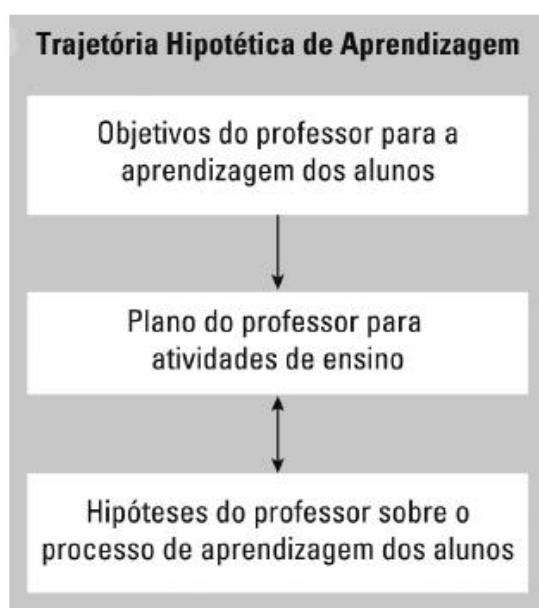 Trajetória Hipotética de Aprendizagem
Objetivos do professor para a
aprendizagem dos alunos
Plano do professor para
atividades de ensino
Hipóteses do professor sobre o
processo de aprendizagem dos alunos